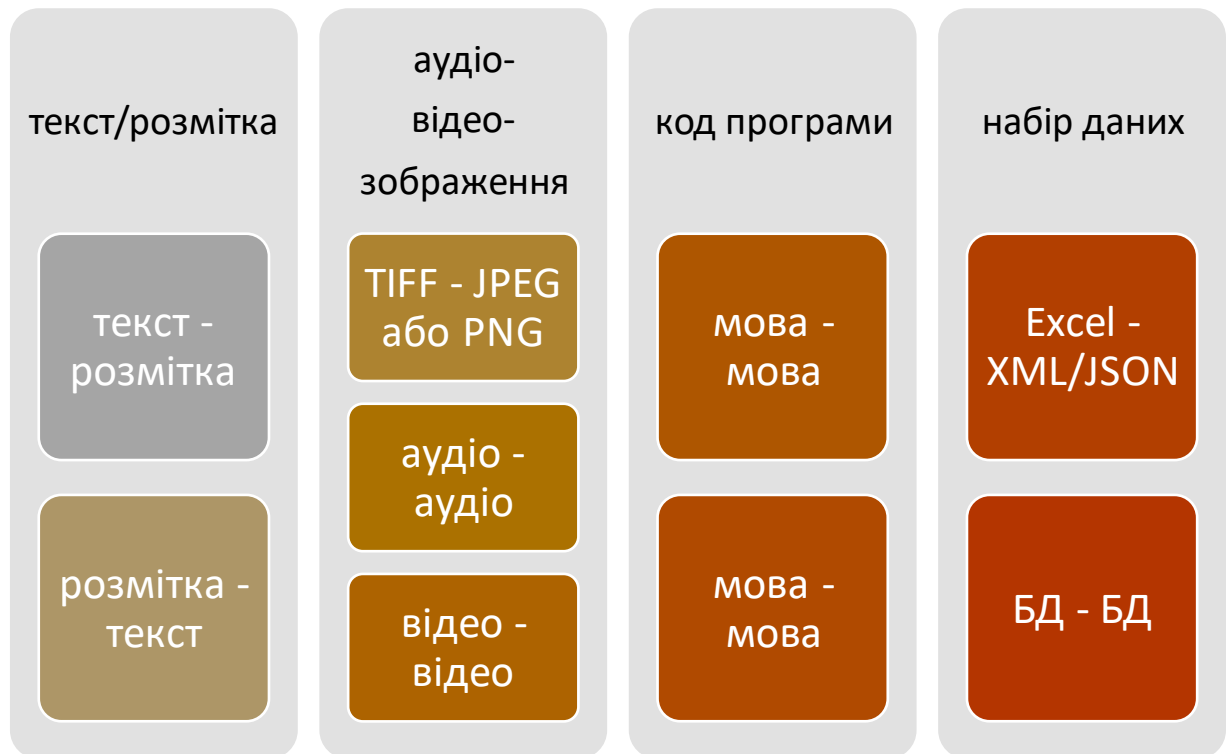 текст/розмітка
текст -
розмітка
розмітка -
текст
аудіо-
відео-
зображення
TIFF - JPEG
або PNG
аудіо -
аудіо
відео -
відео
код програми
мова -
мова
мова -
мова
набір даних
Excel -
XML/JSON
БД - БД